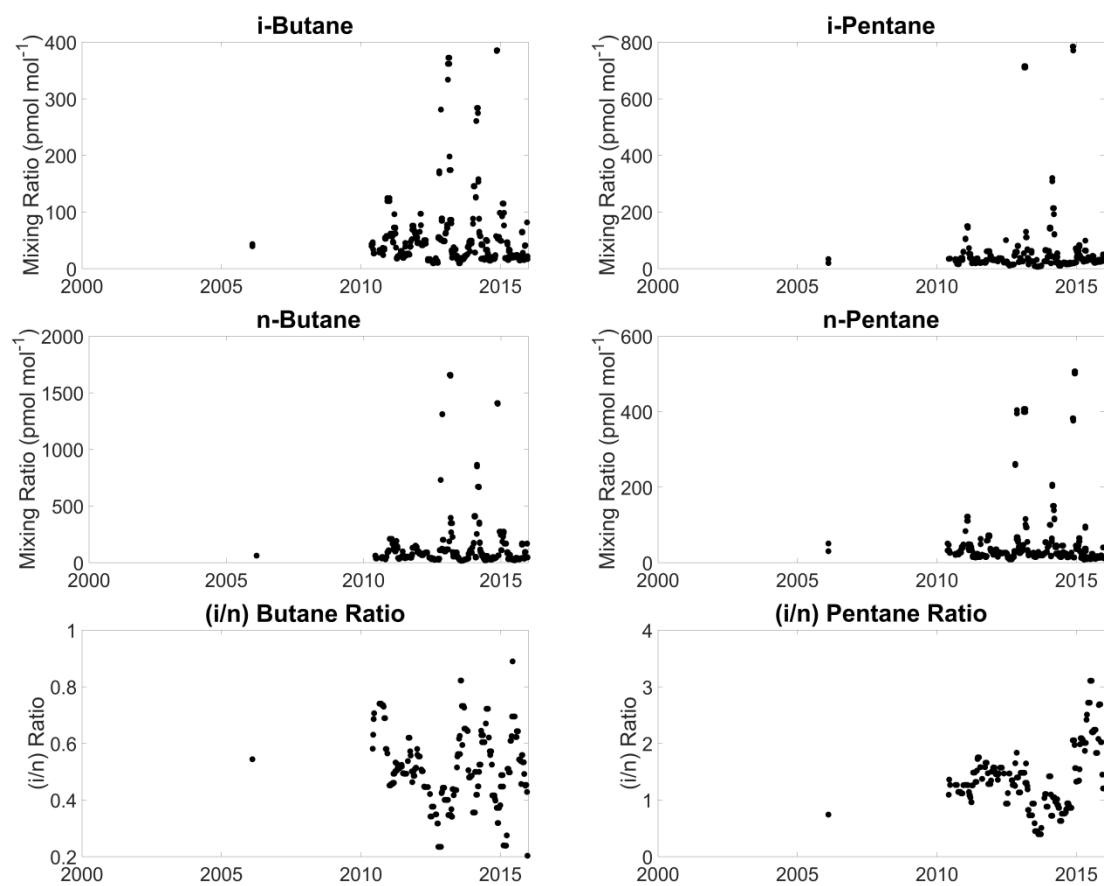 i-Butane
Mixing Ratio (pmol mol-1)
400
300
200
100
0
2000 2005 2010 2015
i-Pentane
Mixing Ratio (pmol mol-1)
800
600
400
200
0
2000 2005 2010 2015
n-Butane
Mixing Ratio (pmol mol-1)
2000
1500
1000
500
0
2000 2005 2010 2015
n-Pentane
Mixing Ratio (pmol mol-1)
600
400
200
0
2000 2005 2010 2015
(i/n) Butane Ratio
(i/n) Ratio
1
0.8
0.6
0.4
0.2
2000 2005 2010 2015
(i/n) Pentane Ratio
(i/n) Ratio
4
3
2
1
0
2000 2005 2010 2015